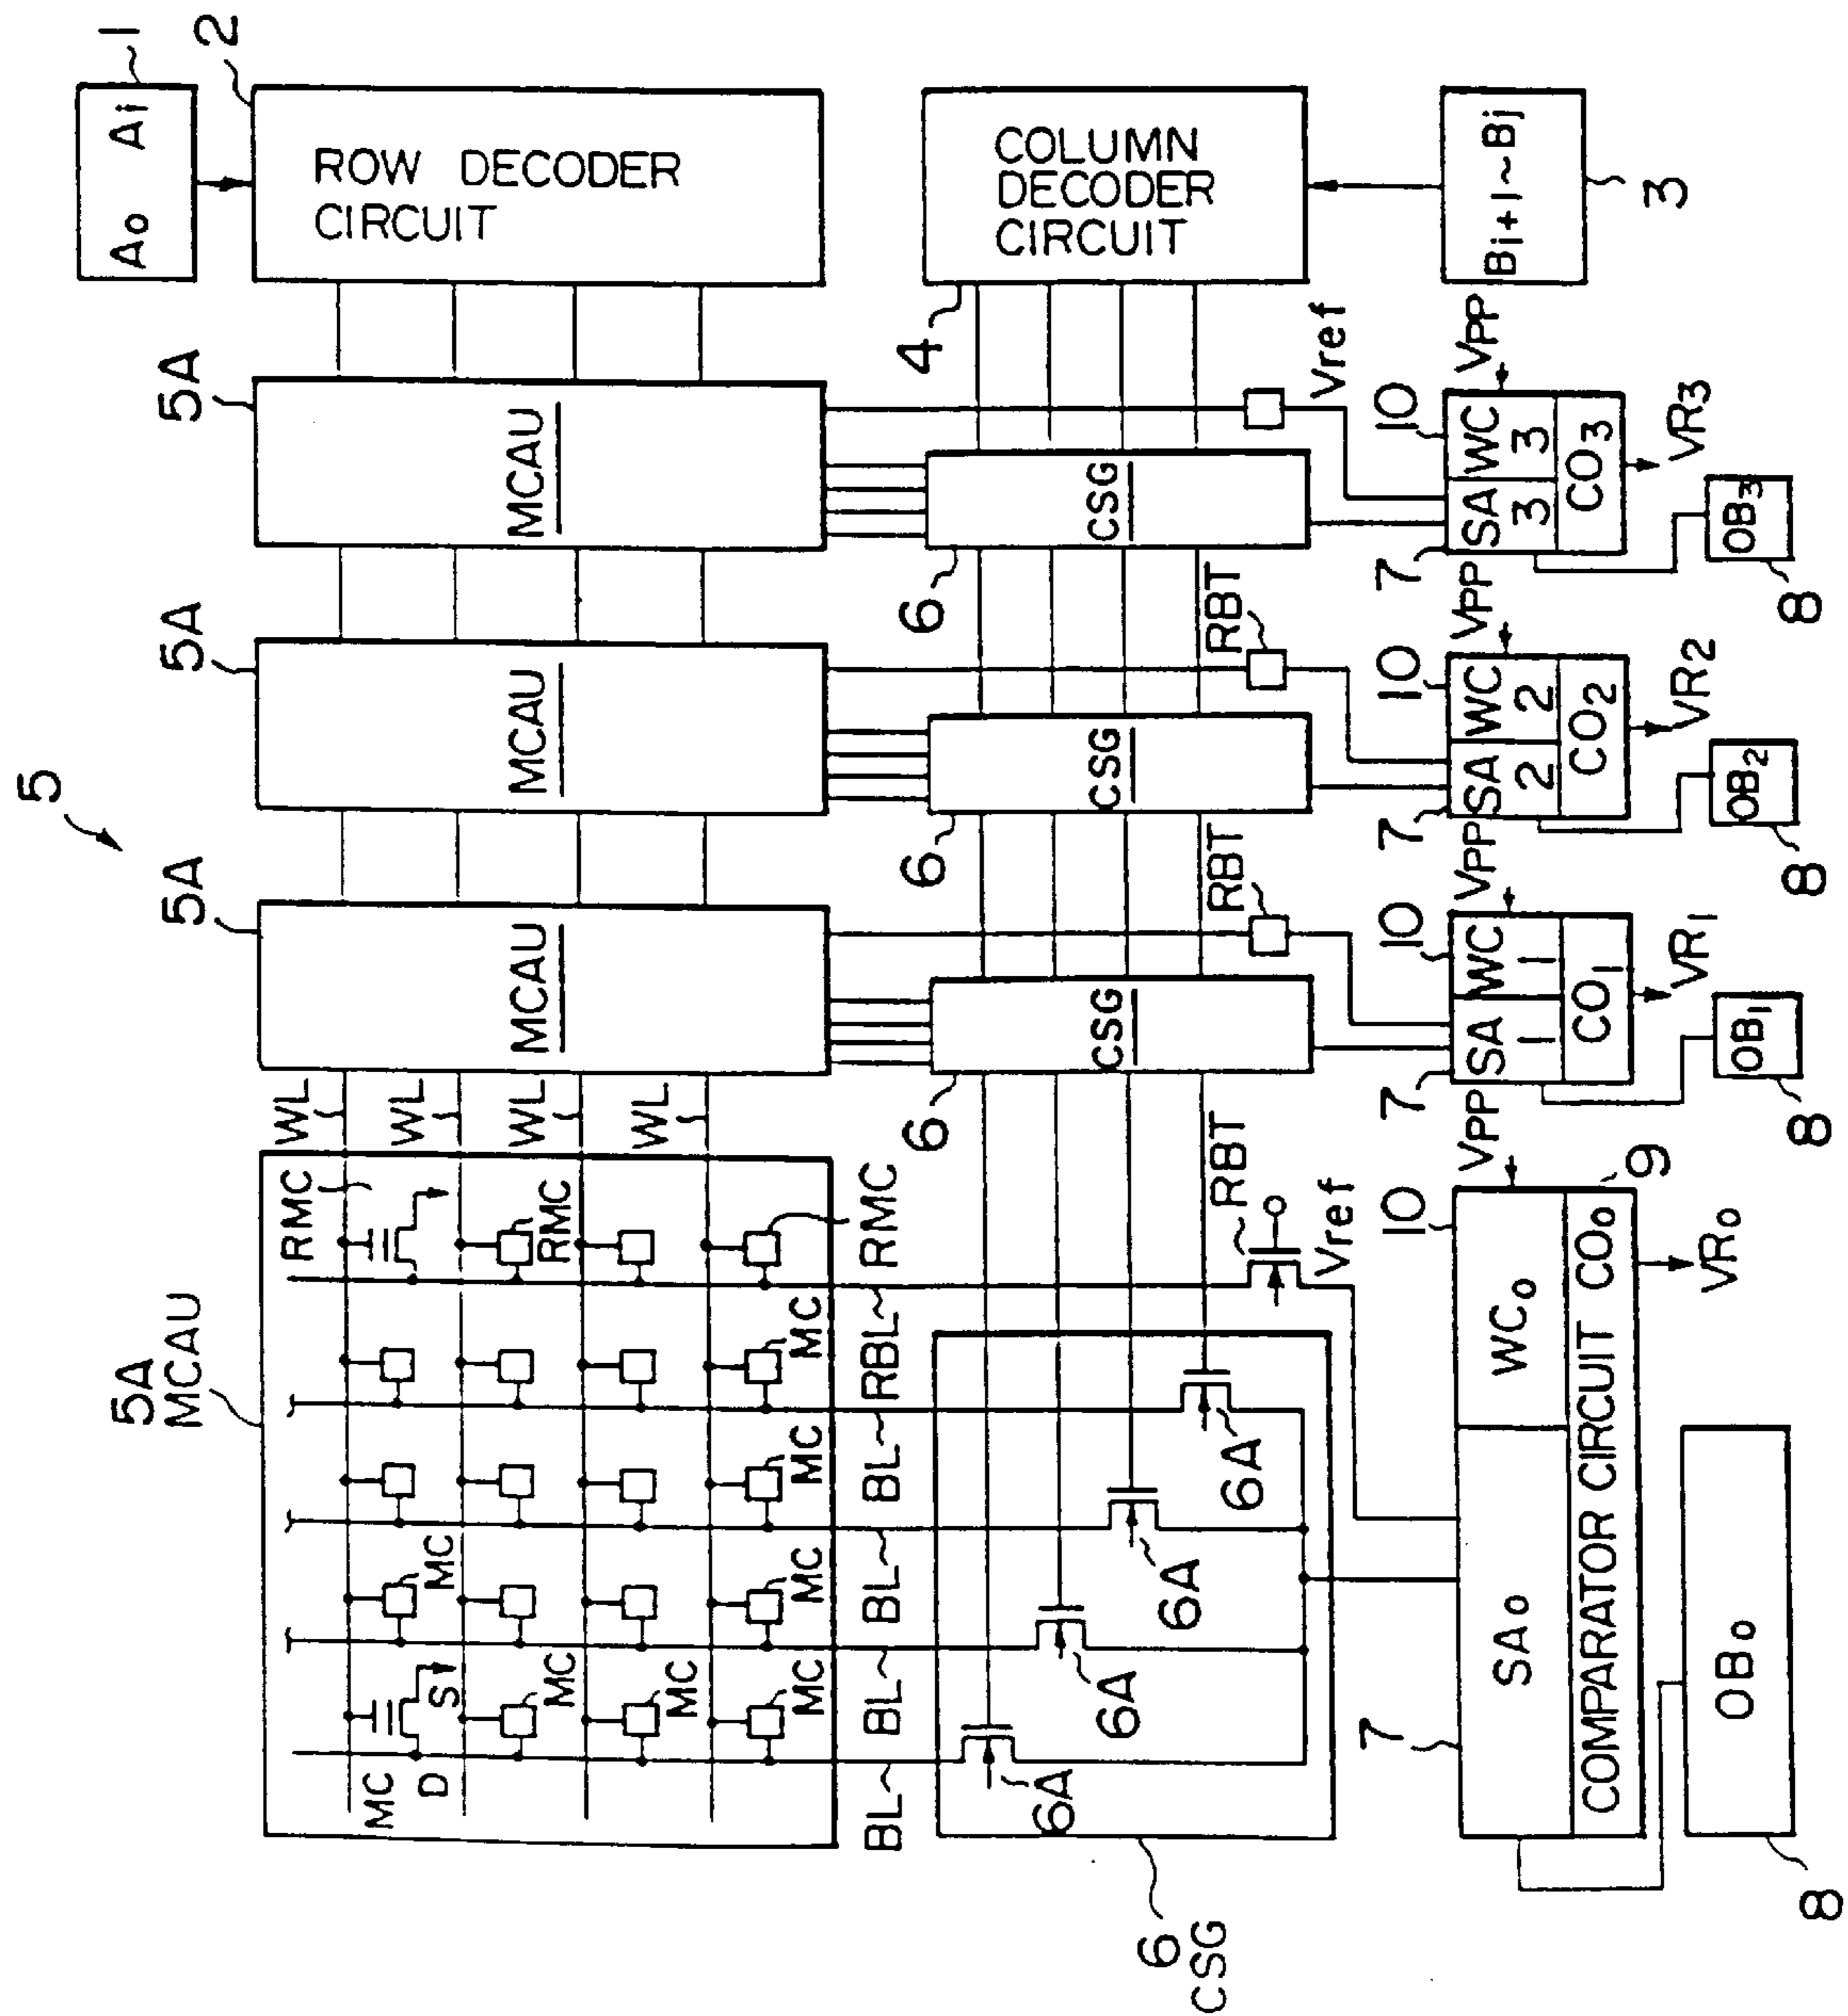 1
A₀ Ai
2
ROW DECODER
CIRCUIT
COLUMN
DECODER
CIRCUIT
4
Bi+1~Bj
3
5
5A
MCAU
5A
MCAU
5A
MCAU
5A
MCAU
WL
WL
WL
WL
RMC
RMC
RMC
MC
D
S
MC
MC
MC
MC
MC
MC
MC
BL
BL
BL
BL
RBL
RMC
6
CSG
6
CSG
6
CSG
6
CSG
6A
6A
6A
6A
RBT
Vref
RBT
RBT
Vref
7
SA₀
10
WC₀
VPP
9
COMPARATOR CIRCUIT CO₀
VR₀
OB₀
8
7
SA
1
10
WC
1
VPP
CO₁
VR₁
OB₁
8
7
SA
2
10
WC
2
VPP
CO₂
VR₂
OB₂
8
7
SA
3
10
WC
3
VPP
CO₃
VR₃
OB₃
8